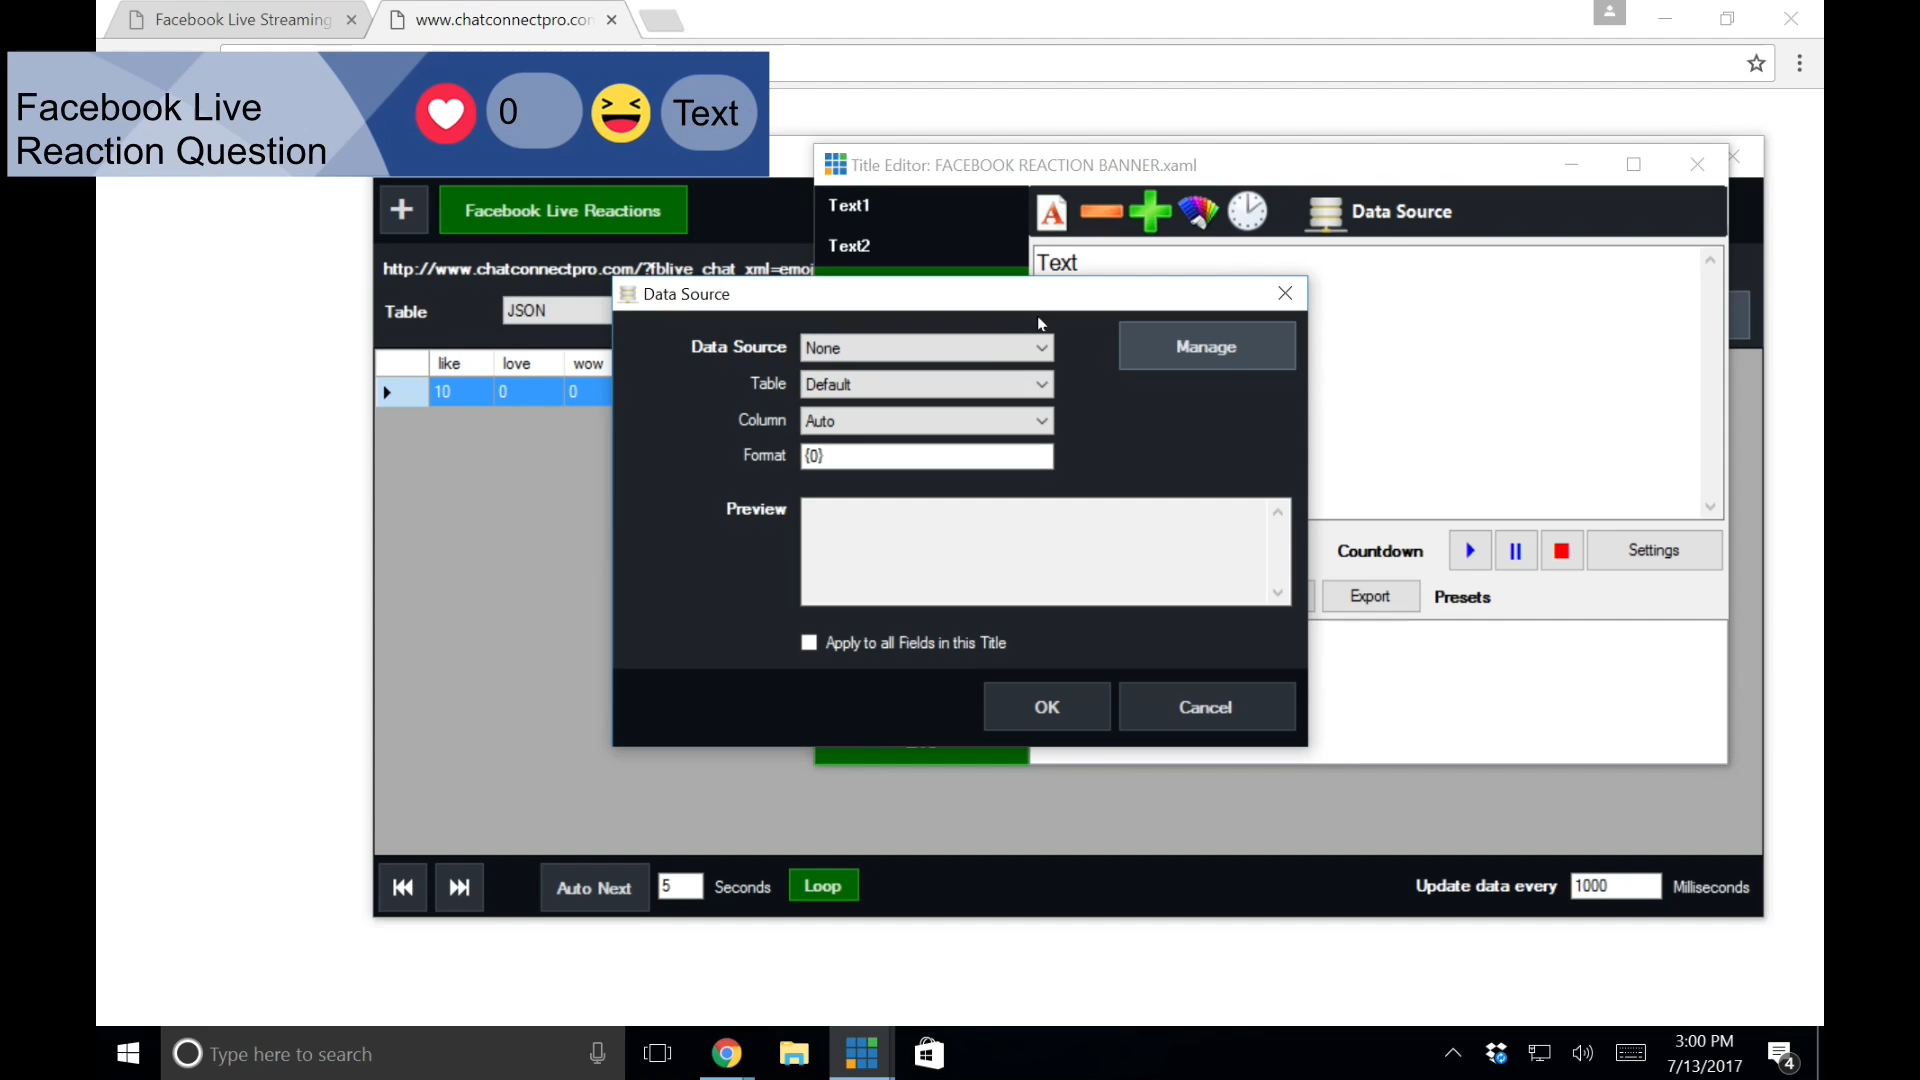 Facebook Live Streaming
www.chatconnectpro.con
Facebook Live
Reaction Question
0
Text
Title Editor: FACEBOOK REACTION BANNER.xaml
Facebook Live Reactions
Text1
Text2
Data Source
Text
http://www.chatconnectpro.com/?fblive_chat_xml=emoj
Table
JSON
like
love
wow
10
0
0
Data Source
Data Source
None
Manage
Table
Default
Column
Auto
Format
{0}
Preview
Apply to all Fields in this Title
OK
Cancel
Countdown
Settings
Export
Presets
Auto Next
5
Seconds
Loop
Update data every
1000
Milliseconds
Type here to search
3:00 PM
7/13/2017
4